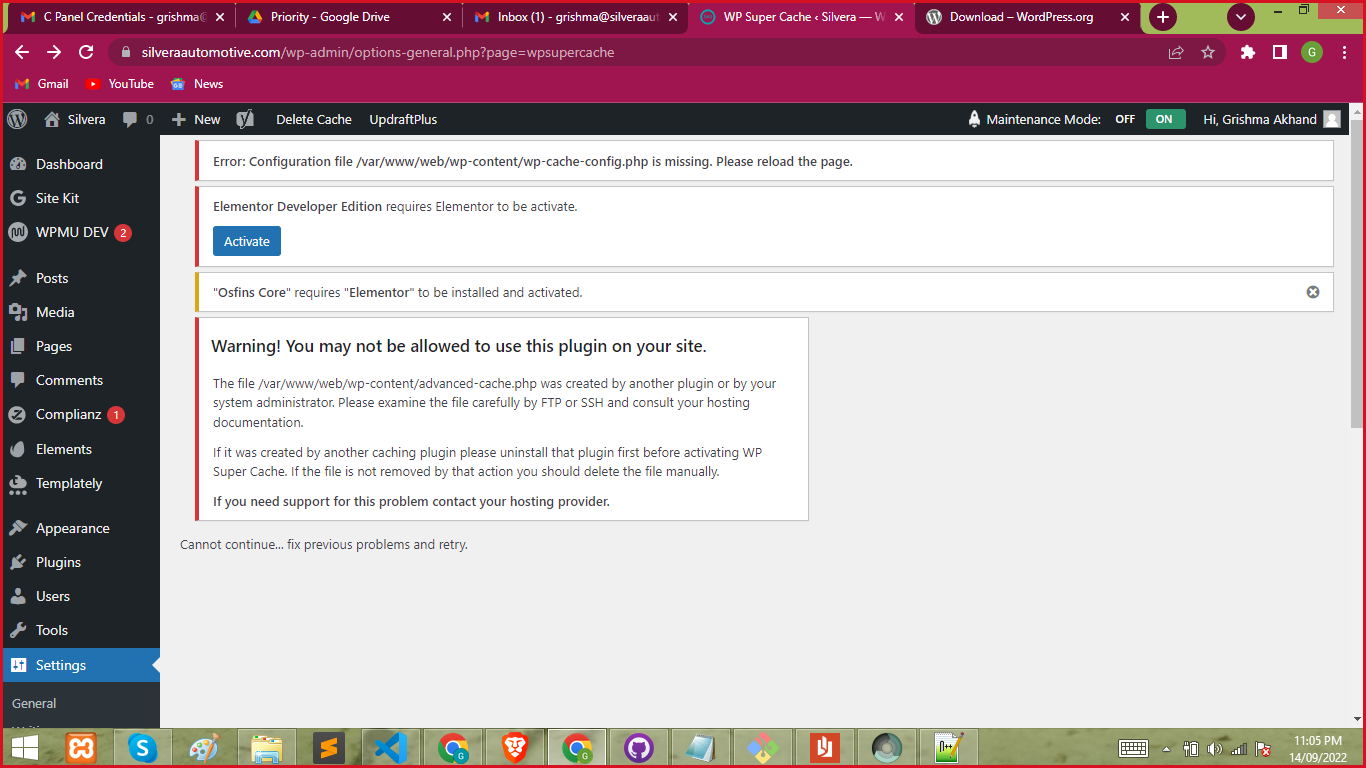 C Panel Credentials - grishma@
Priority - Google Drive
Inbox (1) - grishma@silveraaut
WP Super Cache ‹ Silvera — W
Download – WordPress.org
silveraautomotive.com/wp-admin/options-general.php?page=wpsupercache
G
Gmail
YouTube
News
Silvera
0
New
Delete Cache
UpdraftPlus
Maintenance Mode:
OFF
ON
Hi, Grishma Akhand
Dashboard
Site Kit
WPMU DEV 2
Posts
Media
Pages
Comments
Complianz 1
Elements
Templately
Appearance
Plugins
Users
Tools
Settings
General
Error: Configuration file /var/www/web/wp-content/wp-cache-config.php is missing. Please reload the page.
Elementor Developer Edition requires Elementor to be activate.
Activate
"Osfins Core" requires "Elementor" to be installed and activated.
Warning! You may not be allowed to use this plugin on your site.
The file /var/www/web/wp-content/advanced-cache.php was created by another plugin or by your
system administrator. Please examine the file carefully by FTP or SSH and consult your hosting
documentation.
If it was created by another caching plugin please uninstall that plugin first before activating WP
Super Cache. If the file is not removed by that action you should delete the file manually.
If you need support for this problem contact your hosting provider.
Cannot continue... fix previous problems and retry.
11:05 PM
14/09/2022